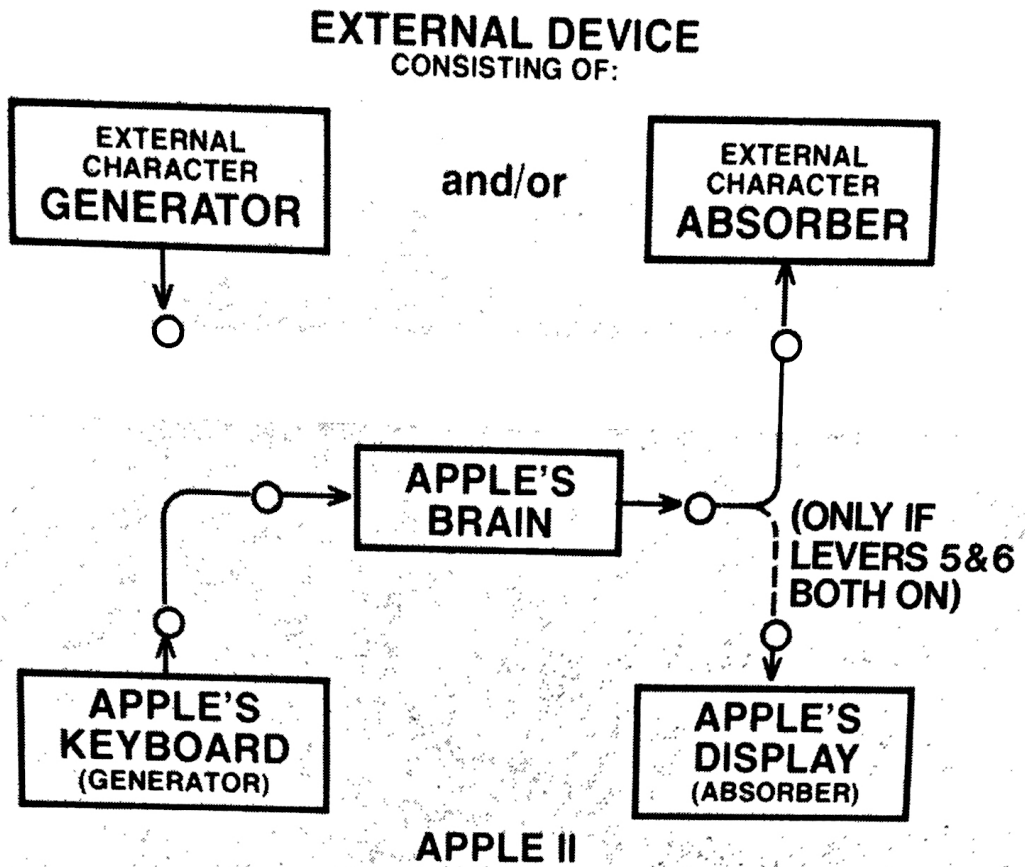 EXTERNAL DEVICE
CONSISTING OF:
EXTERNAL
CHARACTER
GENERATOR
and/or
EXTERNAL
CHARACTER
ABSORBER
APPLE'S
BRAIN
(ONLY IF
LEVERS 5&6
BOTH ON)
APPLE'S
KEYBOARD
(GENERATOR)
APPLE'S
DISPLAY
(ABSORBER)
APPLE II